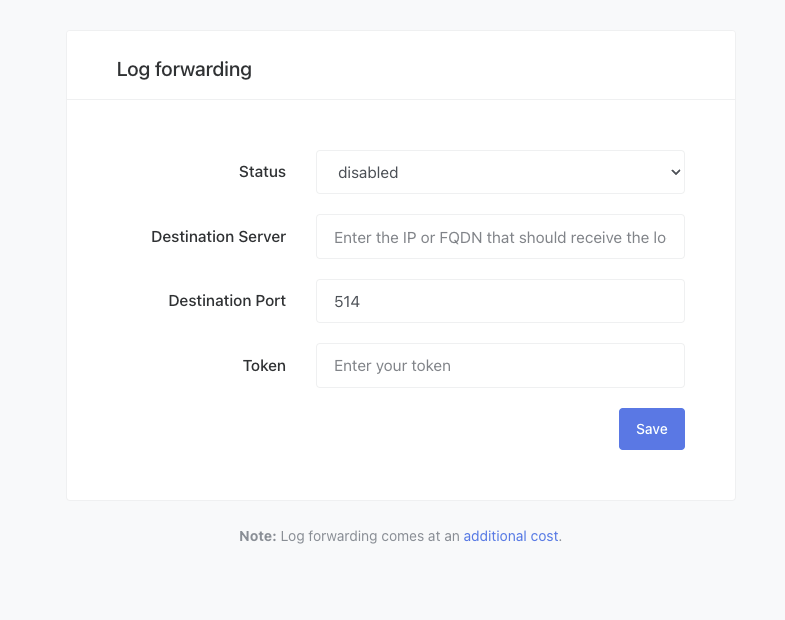 Log forwarding
Status disabled
Destination Server Enter the IP or FQDN that should receive the lo
Destination Port 514
Token Enter your token
Save
Note: Log forwarding comes at an additional cost.